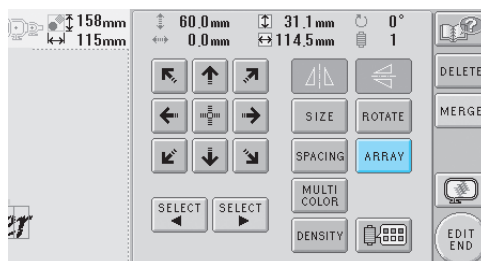 158mm 60.0mm 31.1mm 0°
115mm 0.0mm 114.5mm 1
DELETE
SIZE ROTATE MERGE
SPACING ARRAY
MULTI
COLOR
SELECT SELECT
DENSITY
EDIT
END
er